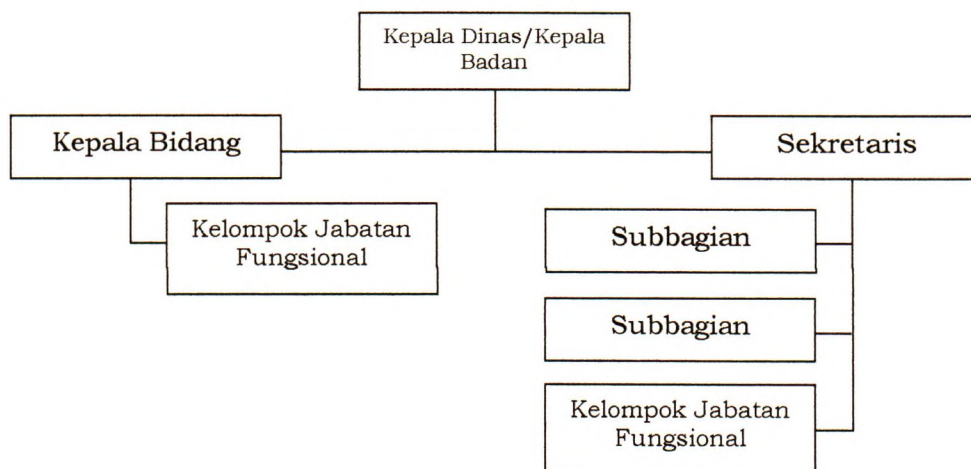 Kepala Dinas/Kepala
Badan
Kepala Bidang
Sekretaris
Kelompok Jabatan
Fungsional
Subbagian
Subbagian
Kelompok Jabatan
Fungsional